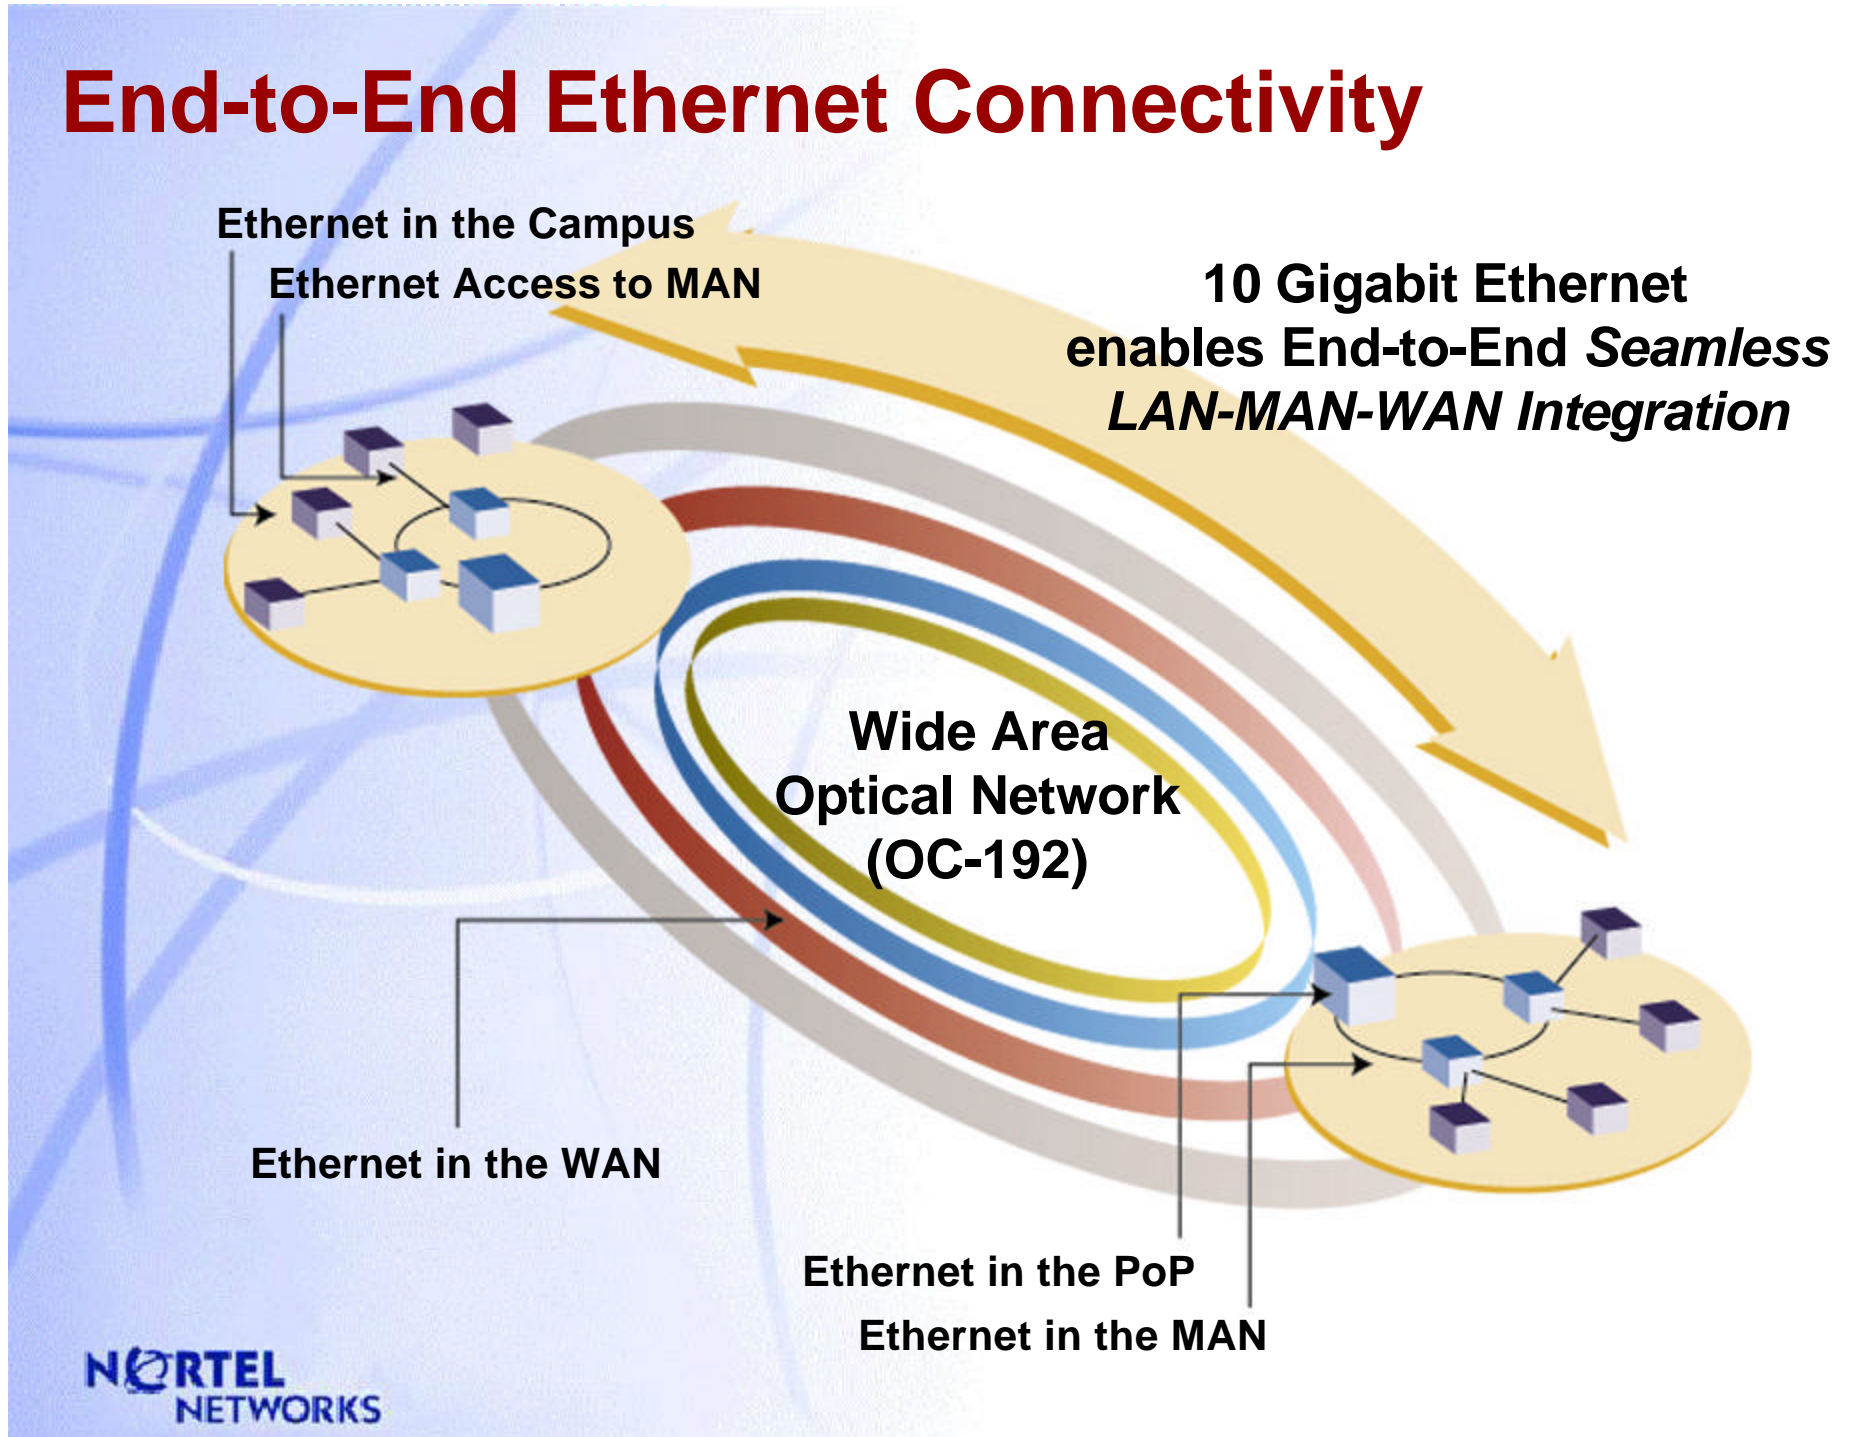 End-to-End Ethernet Connectivity
Ethernet in the Campus
Ethernet Access to MAN
10 Gigabit Ethernet
enables End-to-End Seamless
LAN-MAN-WAN Integration
Wide Area
Optical Network
(OC-192)
Ethernet in the WAN
Ethernet in the PoP
Ethernet in the MAN
NORTEL
NETWORKS